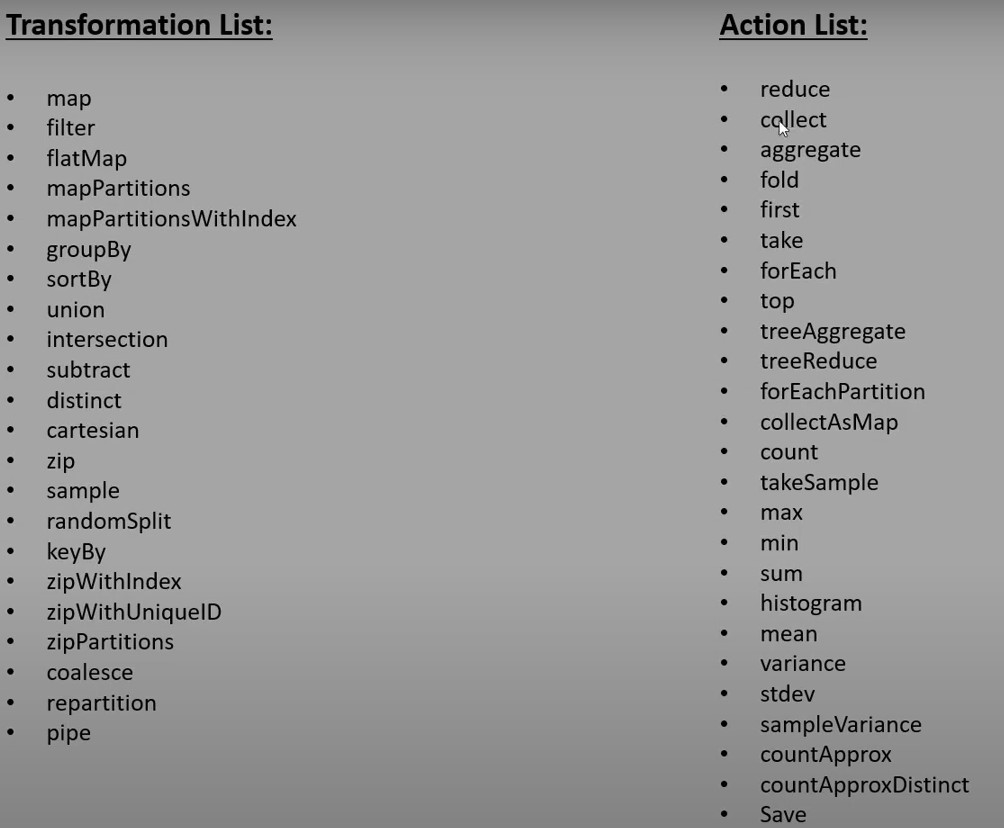 Transformation List:
• map
• filter
• flatMap
• mapPartitions
• mapPartitionsWithIndex
• groupBy
• sortBy
• union
• intersection
• subtract
• distinct
• cartesian
• zip
• sample
• randomSplit
• keyBy
• zipWithIndex
• zipWithUniqueID
• zipPartitions
• coalesce
• repartition
• pipe
Action List:
• reduce
• collect
• aggregate
• fold
• first
• take
• forEach
• top
• treeAggregate
• treeReduce
• forEachPartition
• collectAsMap
• count
• takeSample
• max
• min
• sum
• histogram
• mean
• variance
• stdev
• sampleVariance
• countApprox
• countApproxDistinct
• Save